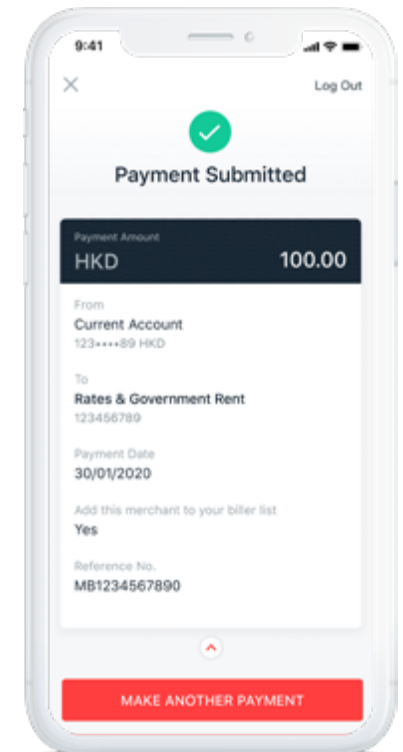 9:41
Log Out
Payment Submitted
Payment Amount
HKD 100.00
From
Current Account
123••••89 HKD
To
Rates & Government Rent
123456789
Payment Date
30/01/2020
Add this merchant to your biller list
Yes
Reference No.
MB1234567890
MAKE ANOTHER PAYMENT